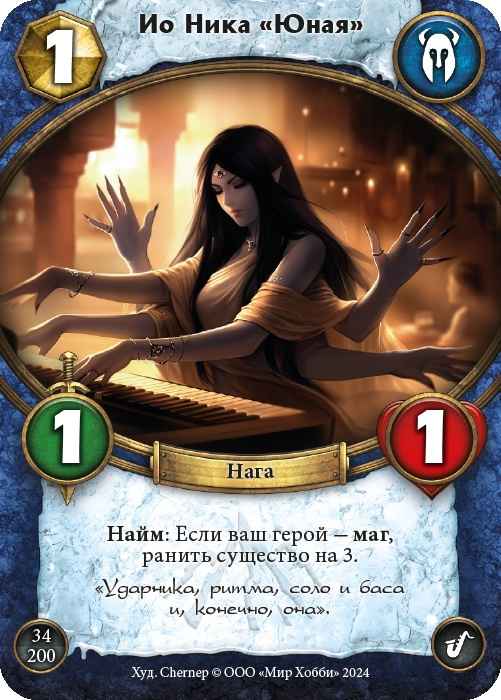 Ио Ника «Юная»
1
1
1
Нага
Найм: Если ваш герой – маг,
ранить существо на 3.
«Ударника, ритма, соло и баса
и, конечно, она».
34
200
Худ. Chernep © ООО «Мир Хобби» 2024